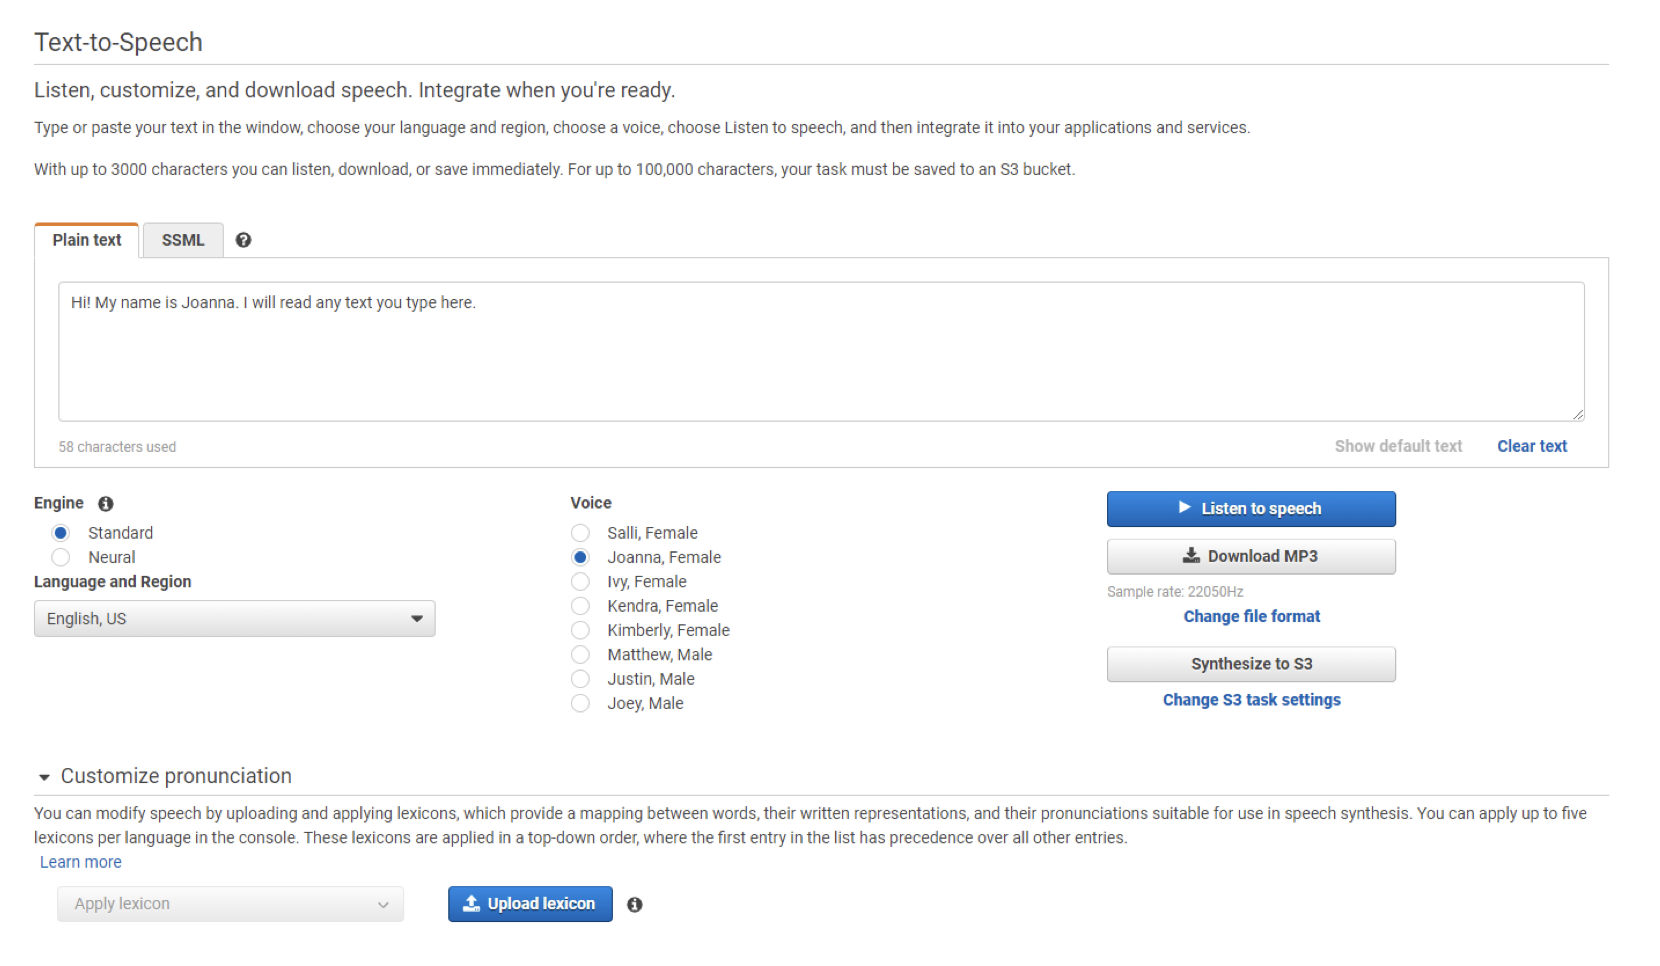 Text-to-Speech
Listen, customize, and download speech. Integrate when you're ready.
Type or paste your text in the window, choose your language and region, choose a voice, choose Listen to speech, and then integrate it into your applications and services.
With up to 3000 characters you can listen, download, or save immediately. For up to 100,000 characters, your task must be saved to an S3 bucket.
Plain text
SSML
Hi! My name is Joanna. I will read any text you type here.
58 characters used
Show default text
Clear text
Engine
Standard
Neural
Language and Region
English, US
Voice
Salli, Female
Joanna, Female
Ivy, Female
Kendra, Female
Kimberly, Female
Matthew, Male
Justin, Male
Joey, Male
Listen to speech
Download MP3
Sample rate: 22050Hz
Change file format
Synthesize to S3
Change S3 task settings
Customize pronunciation
You can modify speech by uploading and applying lexicons, which provide a mapping between words, their written representations, and their pronunciations suitable for use in speech synthesis. You can apply up to five
lexicons per language in the console. These lexicons are applied in a top-down order, where the first entry in the list has precedence over all other entries.
Learn more
Apply lexicon
Upload lexicon